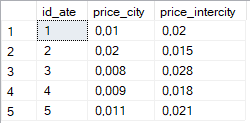 id_ate price_city price_intercity
1 1 0,01 0,02
2 2 0,02 0,015
3 3 0,008 0,028
4 4 0,009 0,018
5 5 0,011 0,021